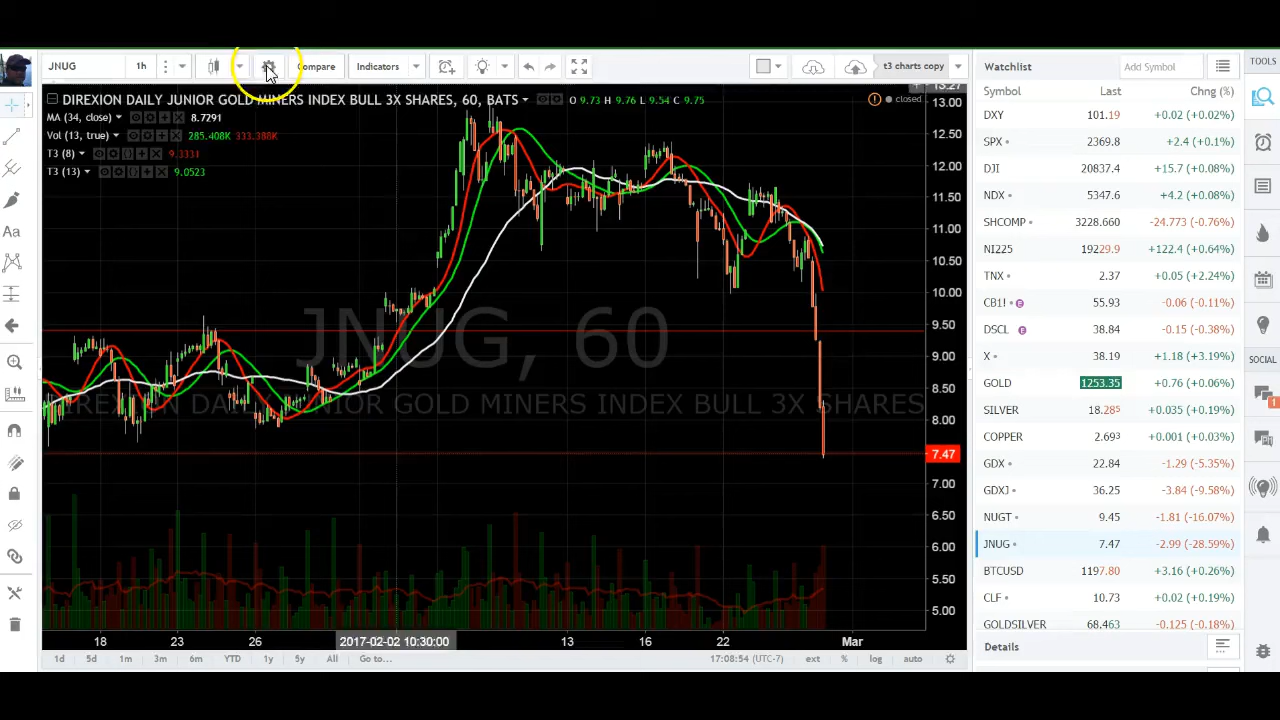 JNUG 1h Compare Indicators t3 charts copy
DIREXION DAILY JUNIOR GOLD MINERS INDEX BULL 3X SHARES, 60, BATS O 9.73 H 9.76 L 9.54 C 9.75
closed
MA (34, close) 8.7291
Vol (13, true) 285.408K 333.388K
T3 (8) 9.3331
T3 (13) 9.0523
JNUG, 60
DIREXION DAILY JUNIOR GOLD MINERS INDEX BULL 3X SHARES
13.27
13.00
12.50
12.00
11.50
11.00
10.50
10.00
9.50
9.00
8.50
8.00
7.47
7.00
6.50
6.00
5.50
5.00
18 23 26 2017-02-02 10:30:00 13 16 22 Mar
1d 5d 1m 3m 6m YTD 1y 5y All Go to... 17:08:54 (UTC-7) ext % log auto
Watchlist Add Symbol
Symbol Last Chng (%)
DXY 101.19 +0.02 (+0.02%)
SPX 2369.8 +2.4 (+0.1%)
DJI 20837.4 +15.7 (+0.08%)
NDX 5347.6 +4.2 (+0.08%)
SHCOMP 3228.660 -24.773 (-0.76%)
NI225 19229.9 +122.4 (+0.64%)
TNX 2.37 +0.05 (+2.24%)
CB1! 55.93 -0.06 (-0.11%)
DSCL 38.84 -0.15 (-0.38%)
X 38.19 +1.18 (+3.19%)
GOLD 1253.35 +0.76 (+0.06%)
SILVER 18.285 +0.035 (+0.19%)
COPPER 2.693 +0.001 (+0.03%)
GDX 22.84 -1.29 (-5.35%)
GDXJ 36.25 -3.84 (-9.58%)
NUGT 9.45 -1.81 (-16.07%)
JNUG 7.47 -2.99 (-28.59%)
BTCUSD 1197.80 +3.16 (+0.26%)
CLF 10.73 +0.02 (+0.19%)
GOLDSILVER 68.463 -0.125 (-0.18%)
Details
TOOLS
SOCIAL
1
Aa